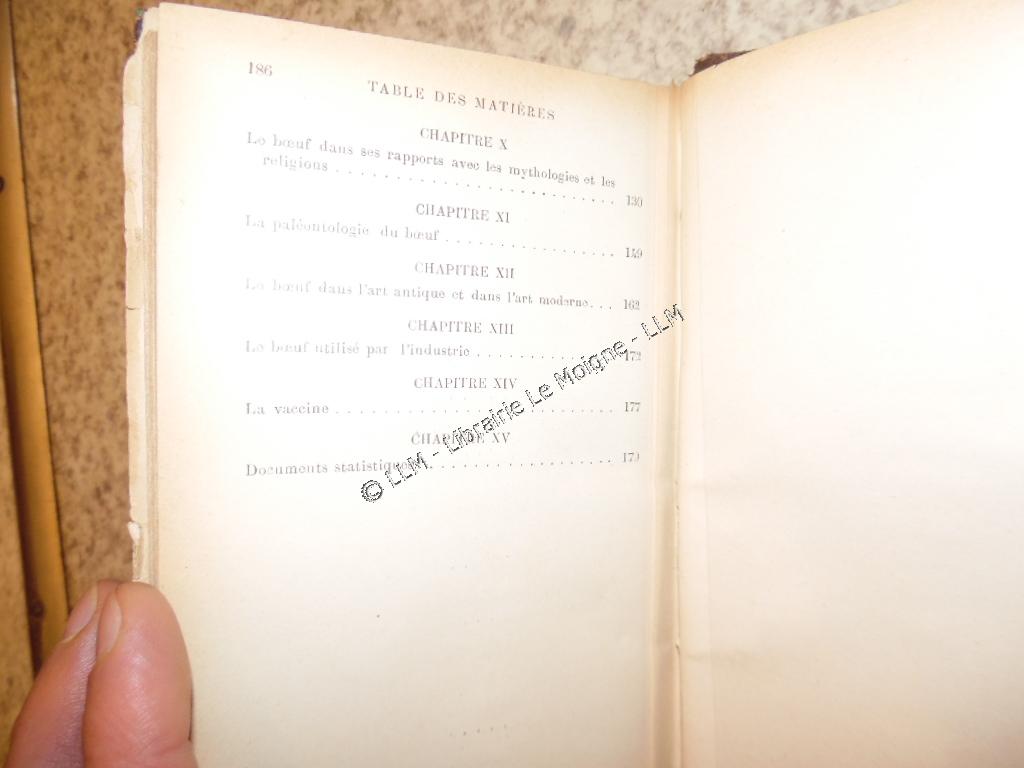 186
TABLE DES MATIÈRES
CHAPITRE X
Le bœuf dans ses rapports avec les mythologies et les
religions . . . . . . . . . . . . . . . . . . . . . . . . . 130
CHAPITRE XI
La paléontologie du bœuf . . . . . . . . . . . . . . . . 159
CHAPITRE XII
Le bœuf dans l'art antique et dans l'art moderne . . . 162
CHAPITRE XIII
Le bœuf utilisé par l'industrie . . . . . . . . . . . . . 172
CHAPITRE XIV
La vaccine . . . . . . . . . . . . . . . . . . . . . . . . 177
CHAPITRE XV
Documents statistiques . . . . . . . . . . . . . . . . . 179
© LLM - Librairie Le Moigne - LLM